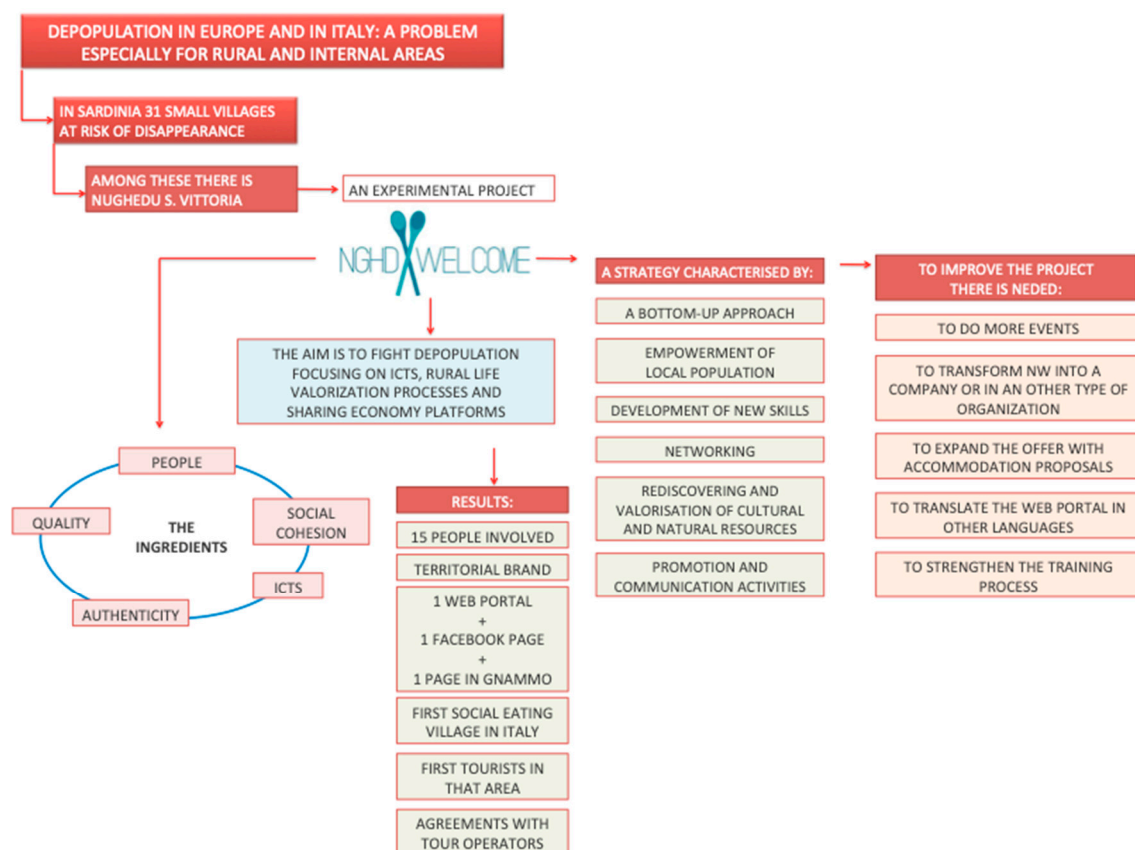 DEPOPULATION IN EUROPE AND IN ITALY: A PROBLEM
ESPECIALLY FOR RURAL AND INTERNAL AREAS
IN SARDINIA 31 SMALL VILLAGES
AT RISK OF DISAPPEARANCE
AMONG THESE THERE IS
NUGHEDU S. VITTORIA
AN EXPERIMENTAL PROJECT
NGHD WELCOME
THE AIM IS TO FIGHT DEPOPULATION
FOCUSING ON ICTS, RURAL LIFE
VALORIZATION PROCESSES AND
SHARING ECONOMY PLATFORMS
PEOPLE
QUALITY
THE
INGREDIENTS
SOCIAL
COHESION
ICTS
AUTHENTICITY
RESULTS:
15 PEOPLE INVOLVED
TERRITORIAL BRAND
1 WEB PORTAL
+
1 FACEBOOK PAGE
+
1 PAGE IN GNAMMO
FIRST SOCIAL EATING
VILLAGE IN ITALY
FIRST TOURISTS IN
THAT AREA
AGREEMENTS WITH
TOUR OPERATORS
A STRATEGY CHARACTERISED BY:
A BOTTOM-UP APPROACH
EMPOWERMENT OF
LOCAL POPULATION
DEVELOPMENT OF NEW SKILLS
NETWORKING
REDISCOVERING AND
VALORISATION OF CULTURAL
AND NATURAL RESOURCES
PROMOTION AND
COMMUNICATION ACTIVITIES
TO IMPROVE THE PROJECT
THERE IS NEDED:
TO DO MORE EVENTS
TO TRANSFORM NW INTO A
COMPANY OR IN AN OTHER TYPE OF
ORGANIZATION
TO EXPAND THE OFFER WITH
ACCOMMODATION PROPOSALS
TO TRANSLATE THE WEB PORTAL IN
OTHER LANGUAGES
TO STRENGTHEN THE TRAINING
PROCESS